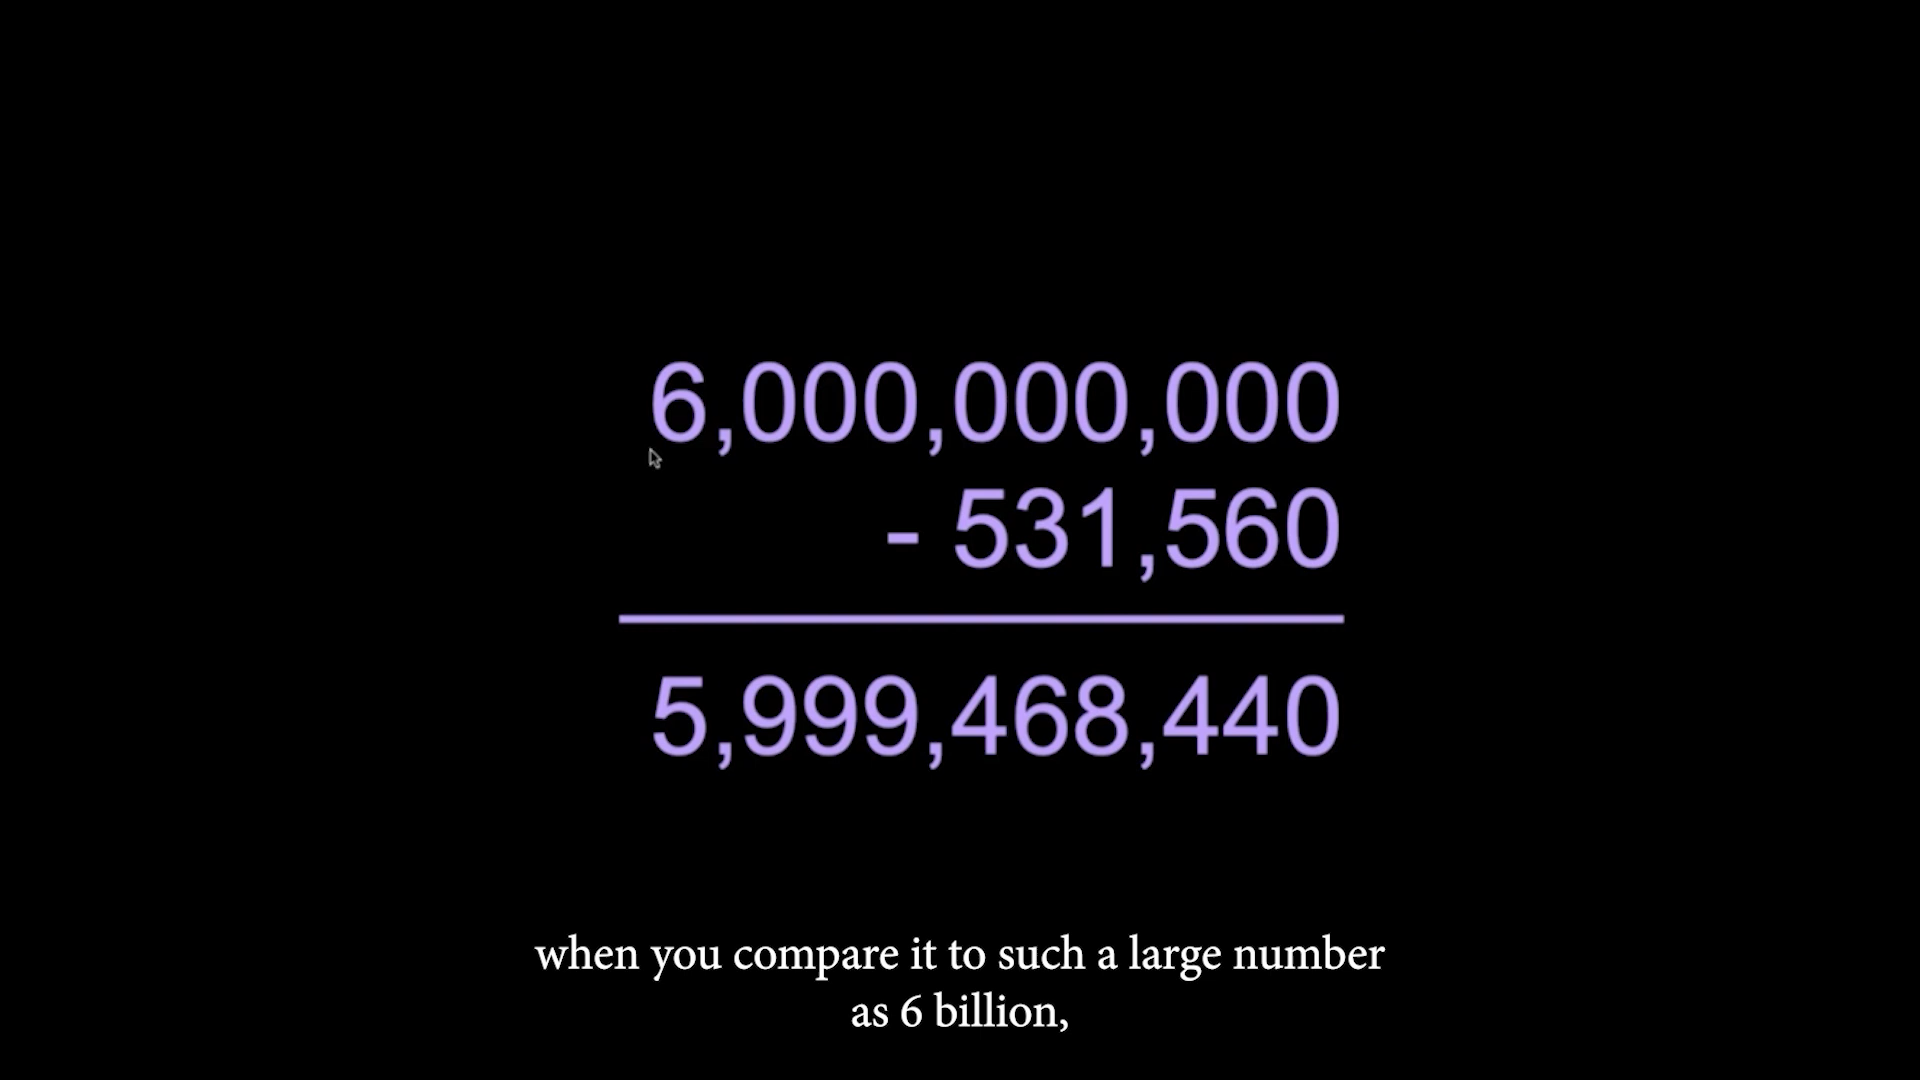 6,000,000,000
- 531,560
5,999,468,440
when you compare it to such a large number
as 6 billion,